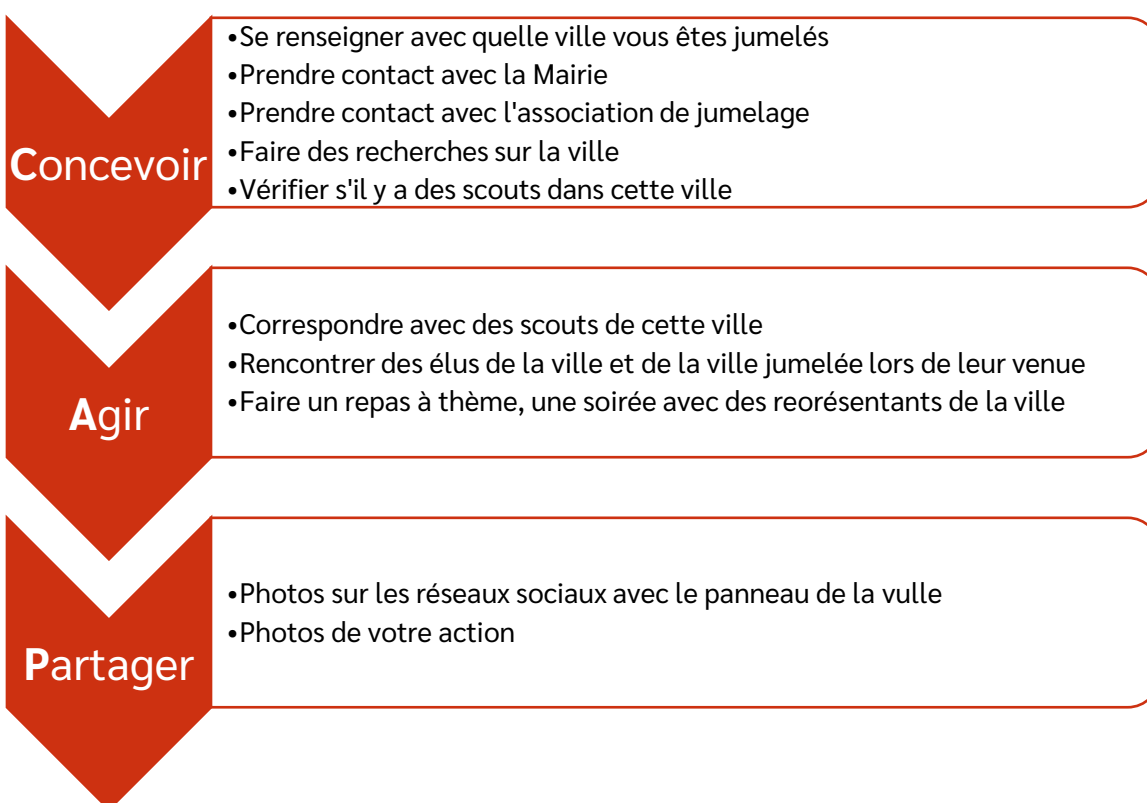 Concevoir
•Se renseigner avec quelle ville vous êtes jumelés
•Prendre contact avec la Mairie
•Prendre contact avec l'association de jumelage
•Faire des recherches sur la ville
•Vérifier s'il y a des scouts dans cette ville
Agir
•Correspondre avec des scouts de cette ville
•Rencontrer des élus de la ville et de la ville jumelée lors de leur venue
•Faire un repas à thème, une soirée avec des reorésentants de la ville
Partager
•Photos sur les réseaux sociaux avec le panneau de la vulle
•Photos de votre action